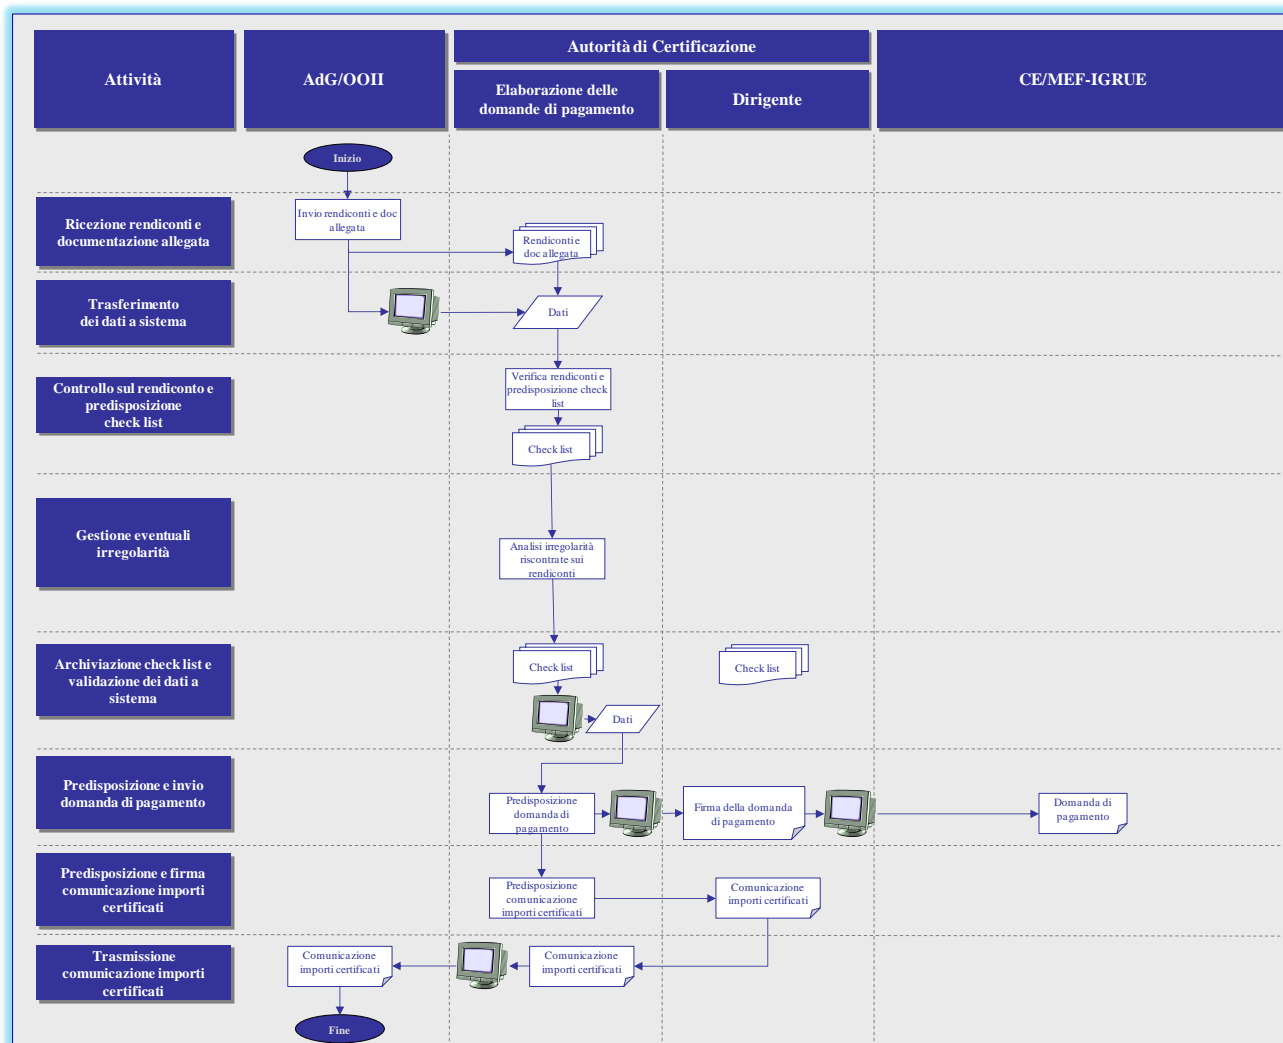 Attività
AdG/OOII
Autorità di Certificazione
Elaborazione delle
domande di pagamento
Dirigente
CE/MEF-IGRUE
Inizio
Ricezione rendiconti e
documentazione allegata
Invio rendiconti e doc
allegata
Rendiconti e
doc allegata
Trasferimento
dei dati a sistema
Dati
Controllo sul rendiconto e
predisposizione
check list
Verifica rendiconti e
predisposizione check
list
Check list
Gestione eventuali
irregolarità
Analisi irregolarità
riscontrate sui
rendiconti
Archiviazione check list e
validazione dei dati a
sistema
Check list
Check list
Dati
Predisposizione e invio
domanda di pagamento
Predisposizione
domanda di
pagamento
Firma della domanda
di pagamento
Domanda di
pagamento
Predisposizione e firma
comunicazione importi
certificati
Predisposizione
comunicazione
importi certificati
Comunicazione
importi certificati
Trasmissione
comunicazione importi
certificati
Comunicazione
importi certificati
Comunicazione
importi certificati
Fine